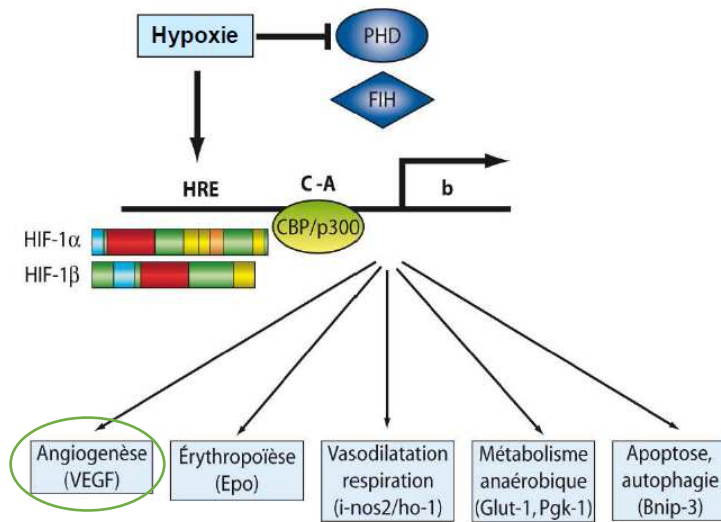 Hypoxie
PHD
FIH
HRE
C-A
b
CBP/p300
HIF-1α
HIF-1β
Angiogenèse
(VEGF)
Érythropoïèse
(Epo)
Vasodilatation
respiration
(i-nos2/ho-1)
Métabolisme
anaérobique
(Glut-1, Pgk-1)
Apoptose,
autophagie
(Bnip-3)